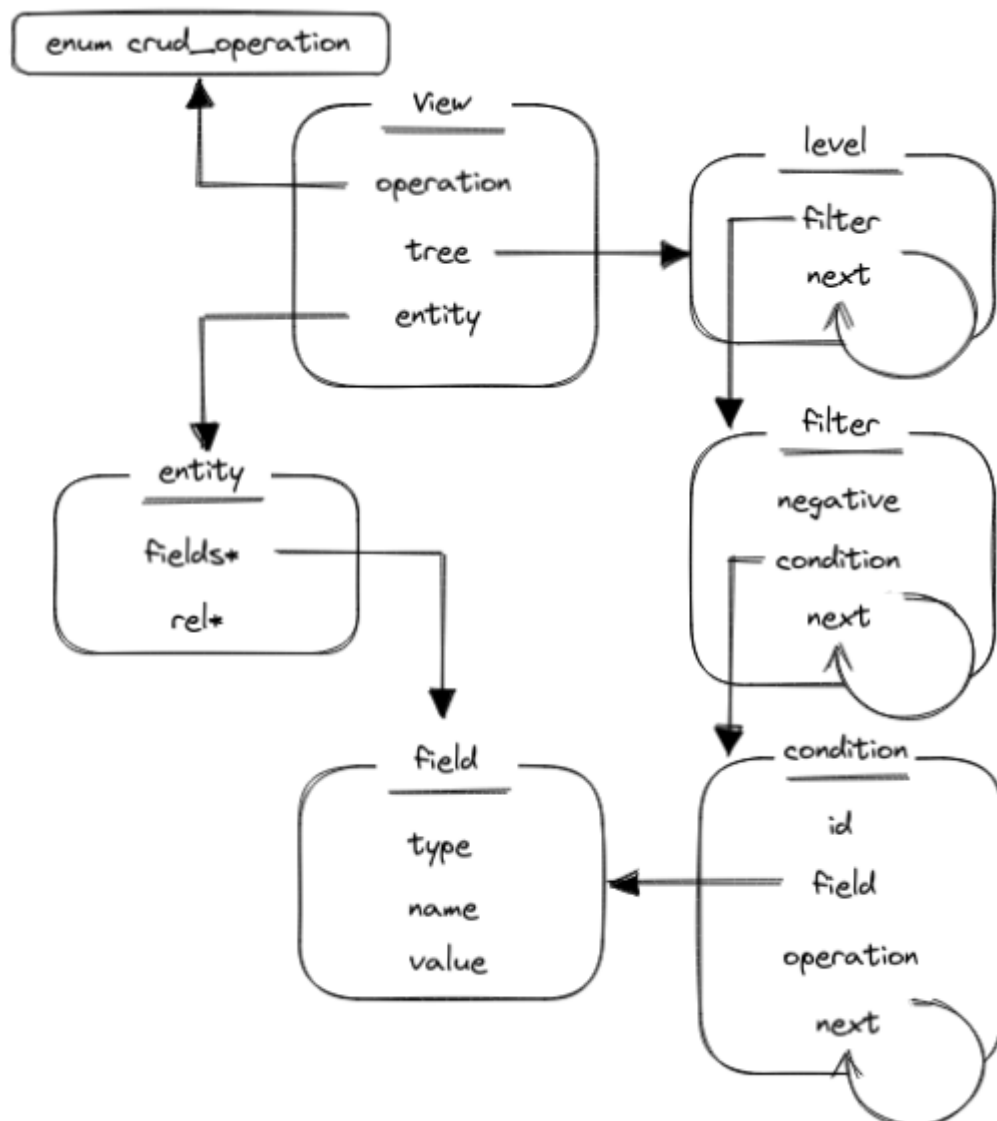 enum crud_operation
View
operation
tree
entity
level
filter
next
entity
fields*
rel*
filter
negative
condition
next
field
type
name
value
condition
id
field
operation
next